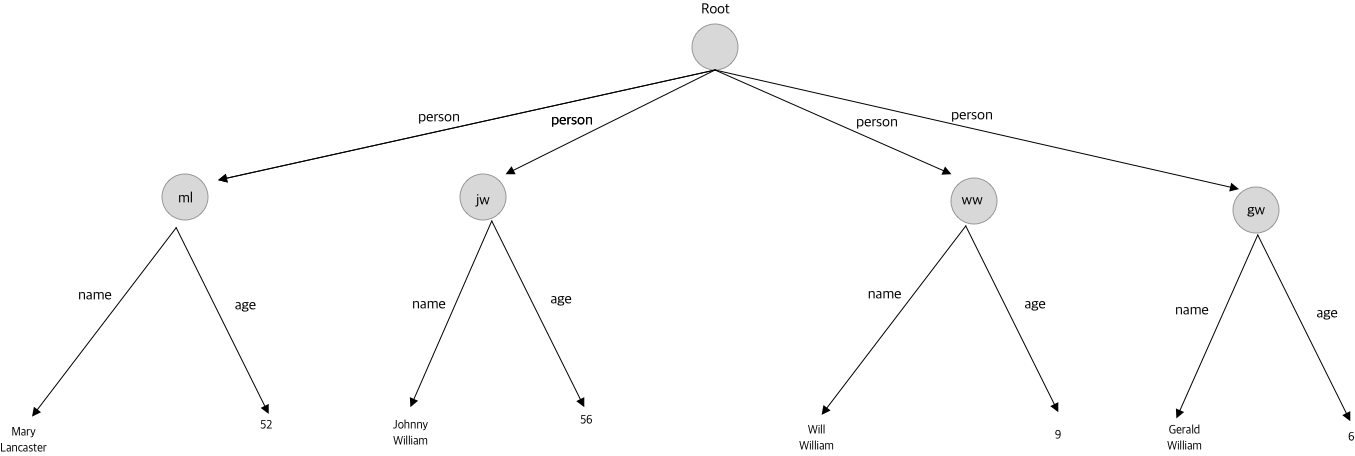 Root
person
person
person
person
ml
jw
ww
gw
name
age
name
age
name
age
name
age
Mary
Lancaster
52
Johnny
William
56
Will
William
9
Gerald
William
6